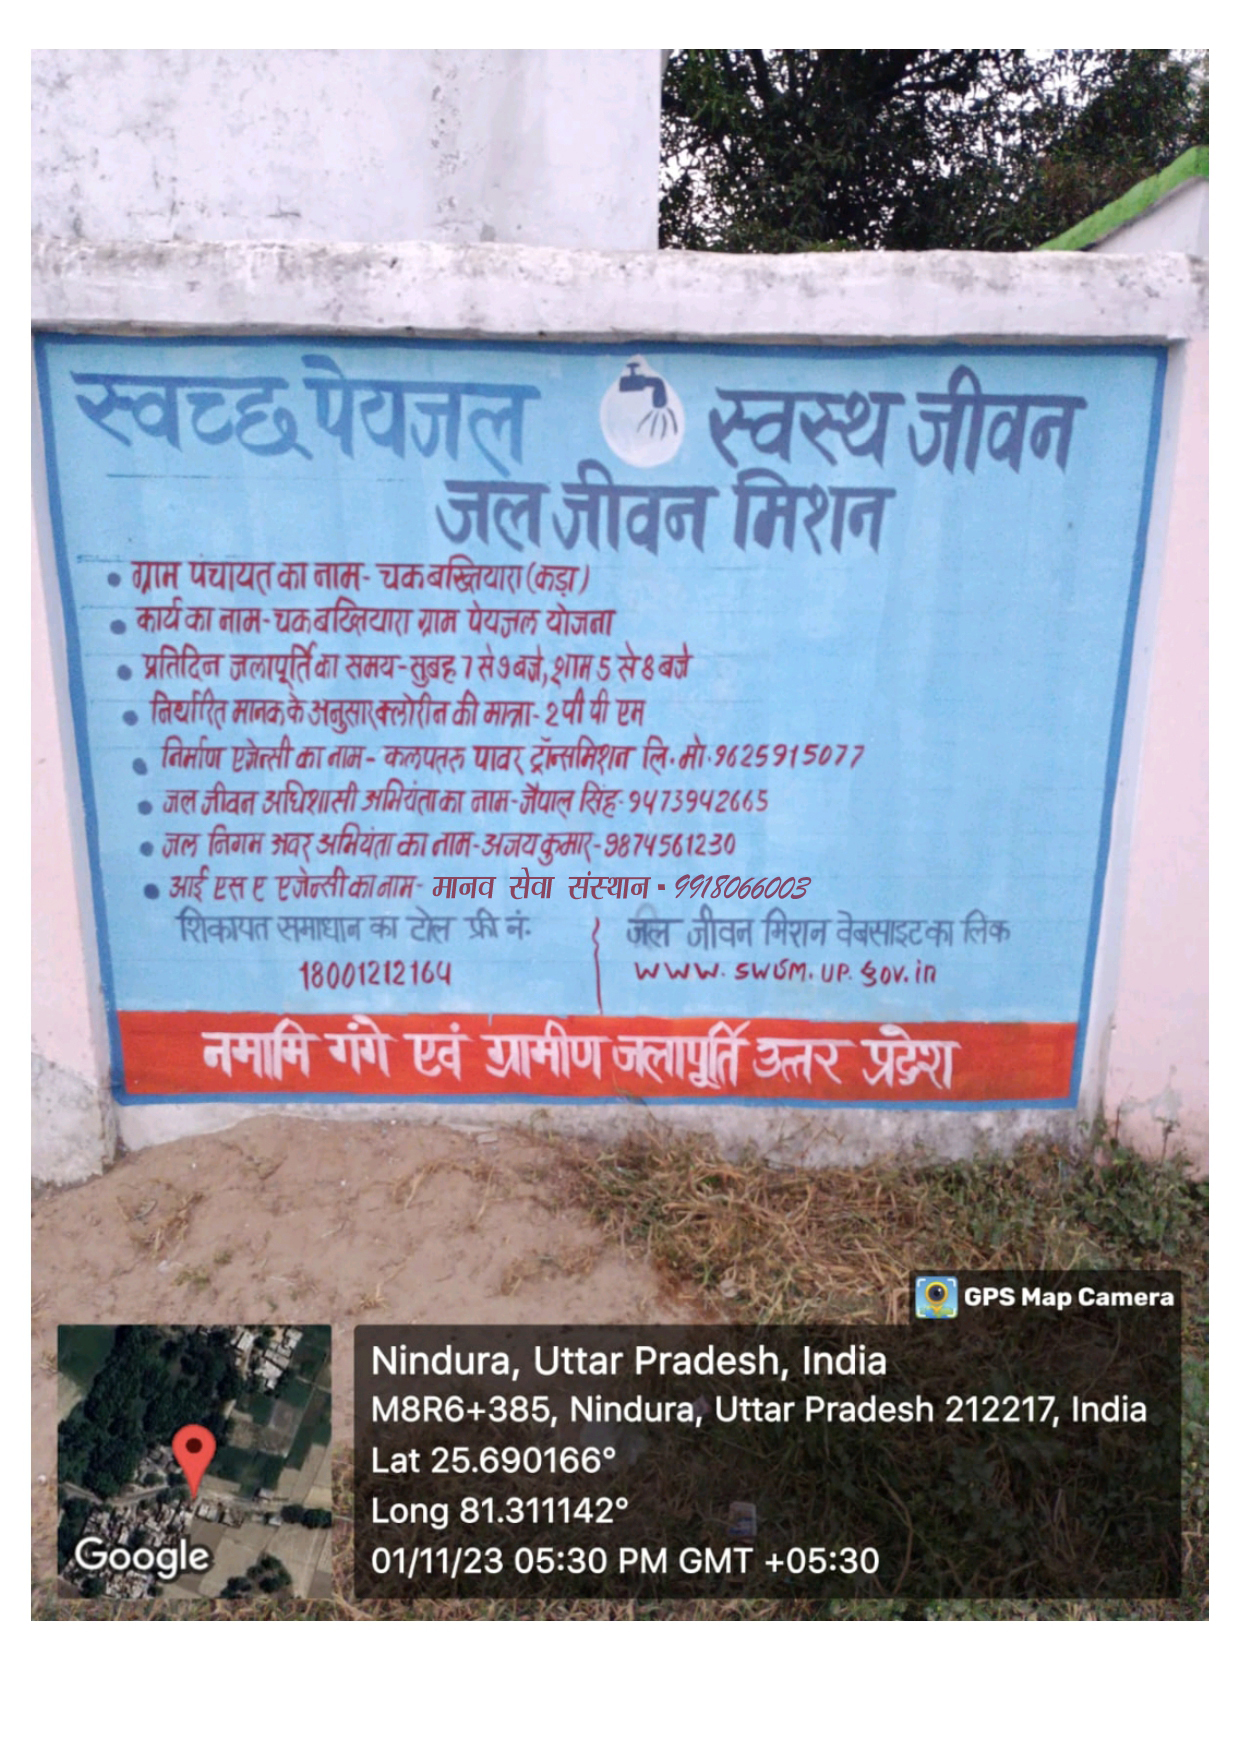 स्वच्छ पेयजल स्वस्थ जीवन
जल जीवन मिशन
• ग्राम पंचायत का नाम- चक बख्तियारा (कड़ा)
• कार्य का नाम- चक बख्तियारा ग्राम पेयजल योजना
• प्रतिदिन जलापूर्ति का समय- सुबह 7 से 9 बजे, शाम 5 से 8 बजे
• निर्धारित मानक के अनुसार क्लोरीन की मात्रा- 2 पी पी एम
• निर्माण एजेन्सी का नाम- कलपतरू पावर ट्रॉन्समिशन लि. मो. 9625915077
• जल जीवन अधिशासी अभियंता का नाम- जैपाल सिंह- 9473942665
• जल निगम अवर अभियंता का नाम- अजय कुमार- 9874561230
• आई एस ए एजेन्सी का नाम- मानव सेवा संस्थान - 9918066003
शिकायत समाधान का टोल फ्री नं. जल जीवन मिशन वेबसाइट का लिंक
18001212164 WWW. SWSM. UP. gov. in
नमामि गंगे एवं ग्रामीण जलापूर्ति उत्तर प्रदेश
GPS Map Camera
Nindura, Uttar Pradesh, India
M8R6+385, Nindura, Uttar Pradesh 212217, India
Lat 25.690166°
Long 81.311142°
01/11/23 05:30 PM GMT +05:30
Google